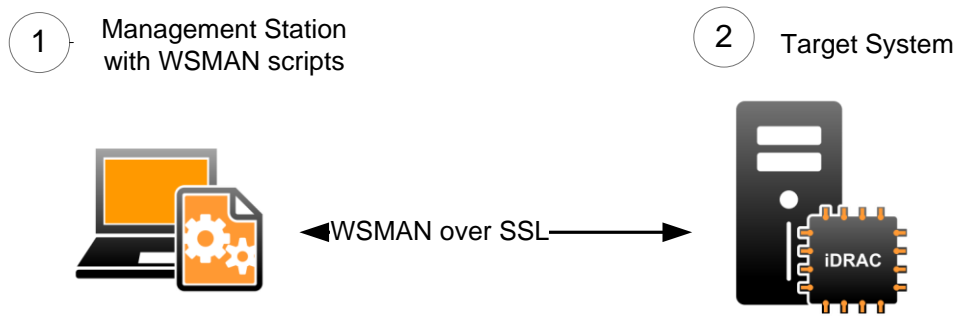 1
Management Station
with WSMAN scripts
2
Target System
WSMAN over SSL
iDRAC